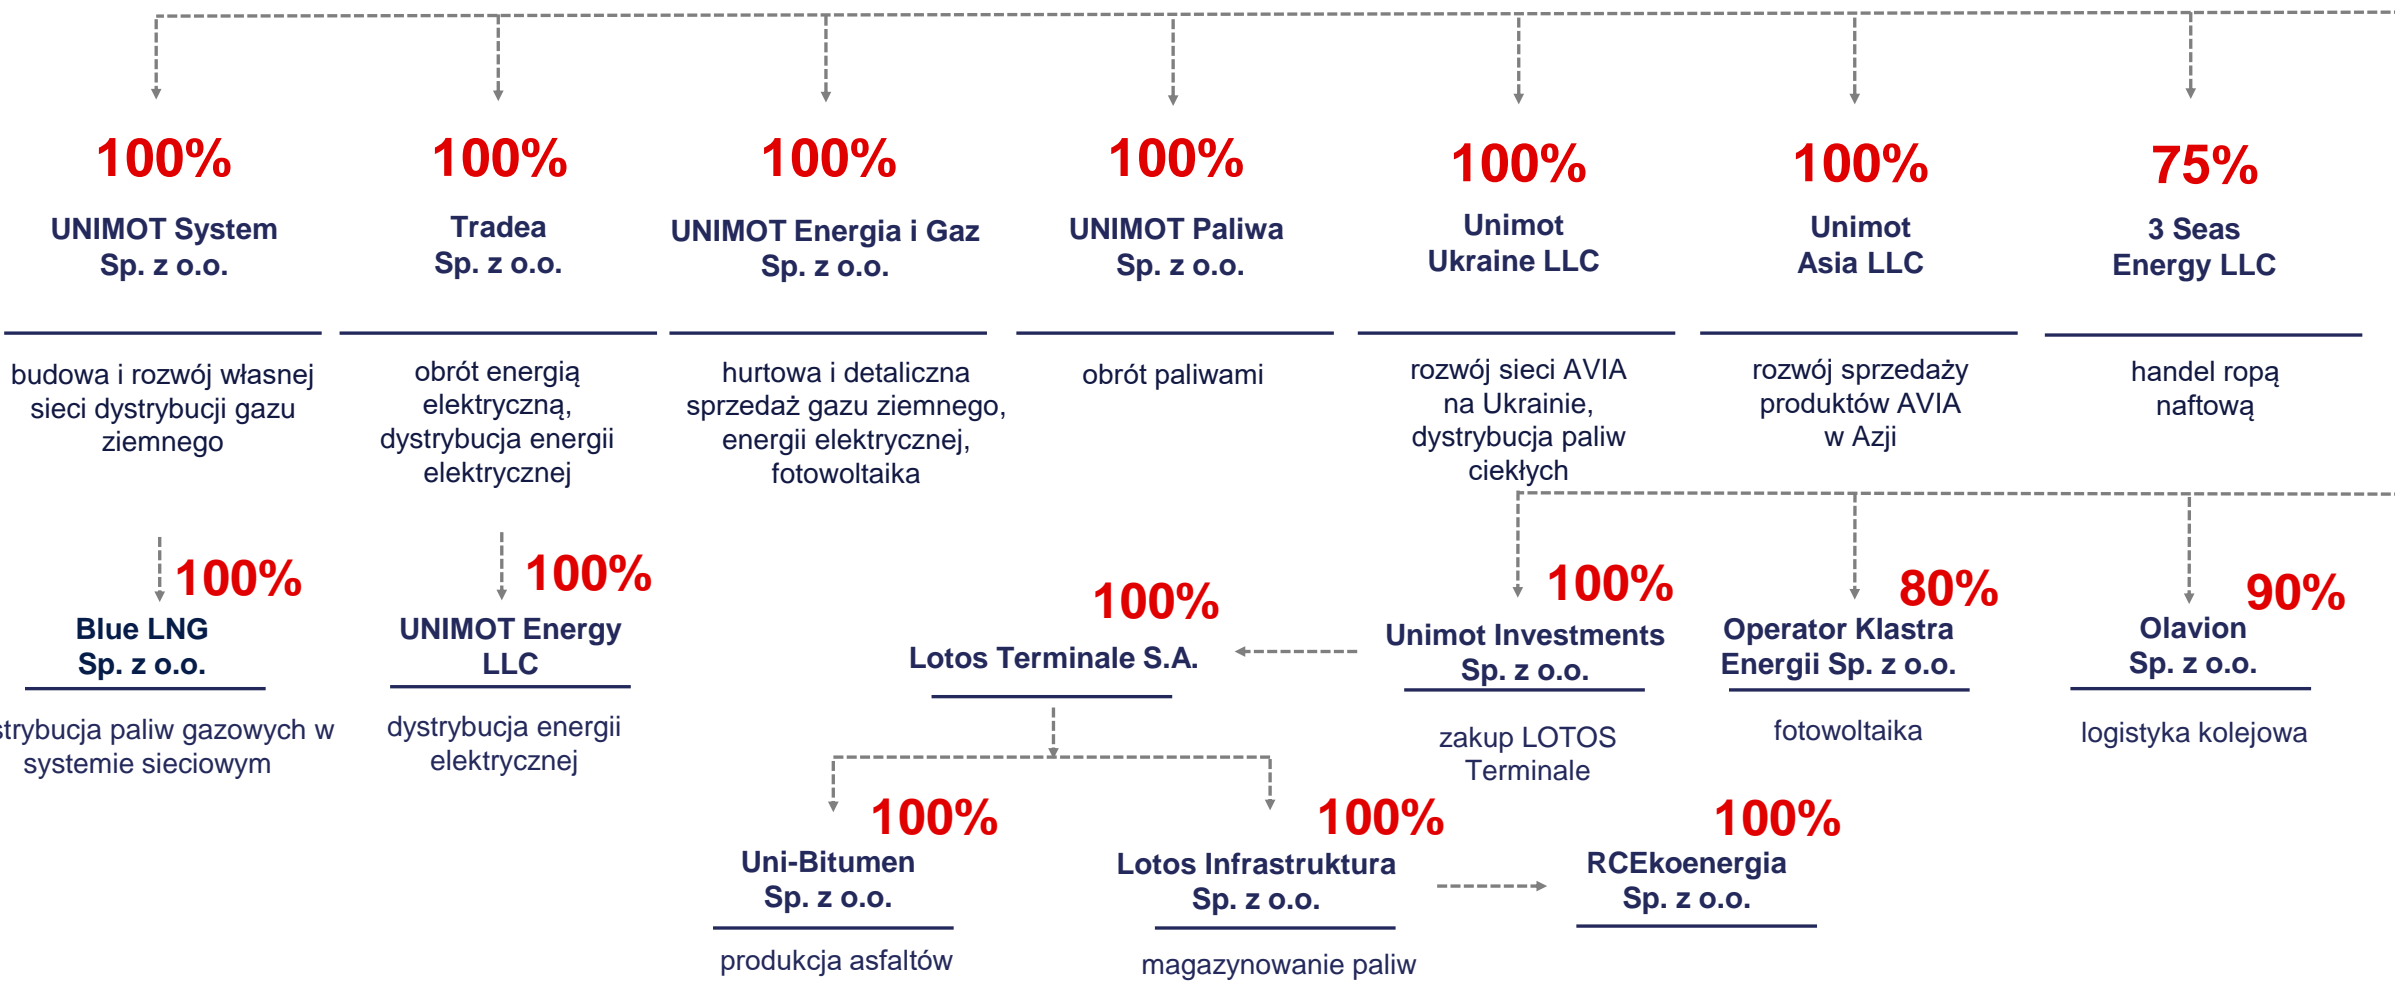 100%
UNIMOT System
Sp. z o.o.
budowa i rozwój własnej
sieci dystrybucji gazu
ziemnego
100%
Tradea
Sp. z o.o.
obrót energią
elektryczną,
dystrybucja energii
elektrycznej
100%
UNIMOT Energia i Gaz
Sp. z o.o.
hurtowa i detaliczna
sprzedaż gazu ziemnego,
energii elektrycznej,
fotowoltaika
100%
UNIMOT Paliwa
Sp. z o.o.
obrót paliwami
100%
Unimot
Ukraine LLC
rozwój sieci AVIA
na Ukrainie,
dystrybucja paliw
ciekłych
100%
Unimot
Asia LLC
rozwój sprzedaży
produktów AVIA
w Azji
75%
3 Seas
Energy LLC
handel ropą
naftową
100%
Blue LNG
Sp. z o.o.
strybucja paliw gazowych w
systemie sieciowym
100%
UNIMOT Energy
LLC
dystrybucja energii
elektrycznej
100%
Lotos Terminale S.A.
100%
Unimot Investments
Sp. z o.o.
zakup LOTOS
Terminale
80%
Operator Klastra
Energii Sp. z o.o.
fotowoltaika
90%
Olavion
Sp. z o.o.
logistyka kolejowa
100%
Uni-Bitumen
Sp. z o.o.
produkcja asfaltów
100%
Lotos Infrastruktura
Sp. z o.o.
magazynowanie paliw
100%
RCEkoenergia
Sp. z o.o.